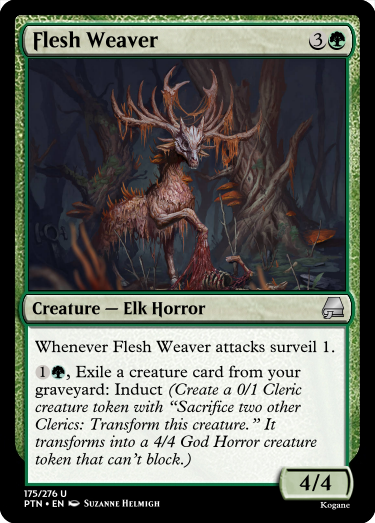 Flesh Weaver 3
Creature — Elk Horror
Whenever Flesh Weaver attacks surveil 1.
1, Exile a creature card from your
graveyard: Induct (Create a 0/1 Cleric
creature token with “Sacrifice two other
Clerics: Transform this creature.” It
transforms into a 4/4 God Horror creature
token that can’t block.)
4/4
175/276 U
PTN • EN Suzanne Helmigh
Kogane